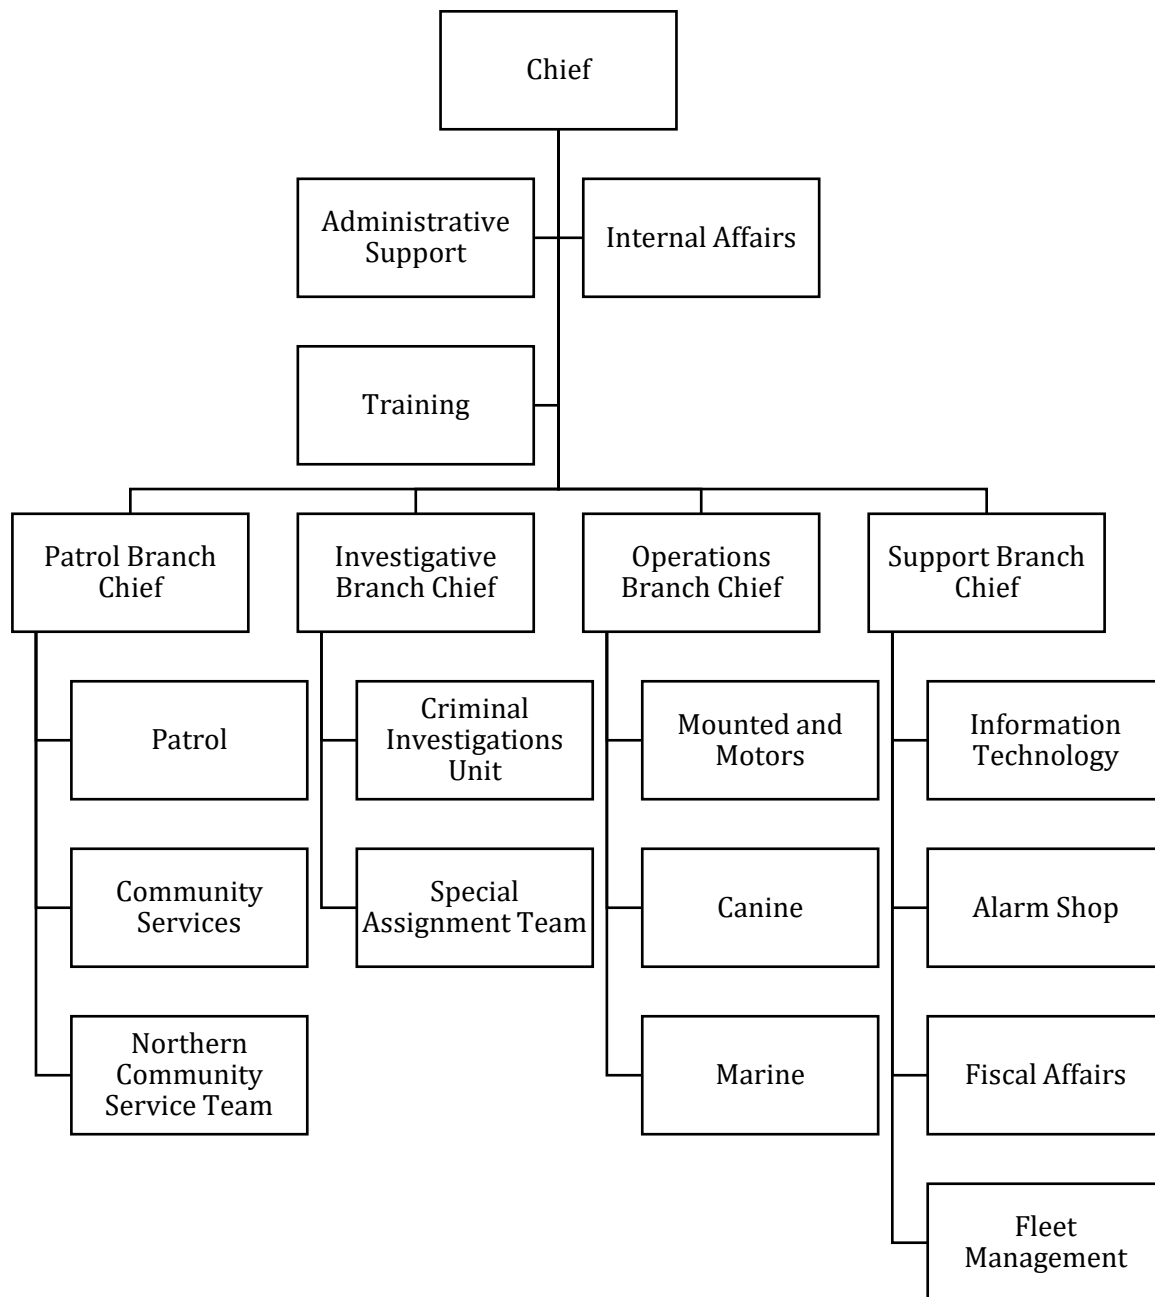 Chief
Administrative
Support
Internal Affairs
Training
Patrol Branch
Chief
Investigative
Branch Chief
Operations
Branch Chief
Support Branch
Chief
Patrol
Criminal
Investigations
Unit
Mounted and
Motors
Information
Technology
Community
Services
Special
Assignment Team
Canine
Alarm Shop
Northern
Community
Service Team
Marine
Fiscal Affairs
Fleet
Management